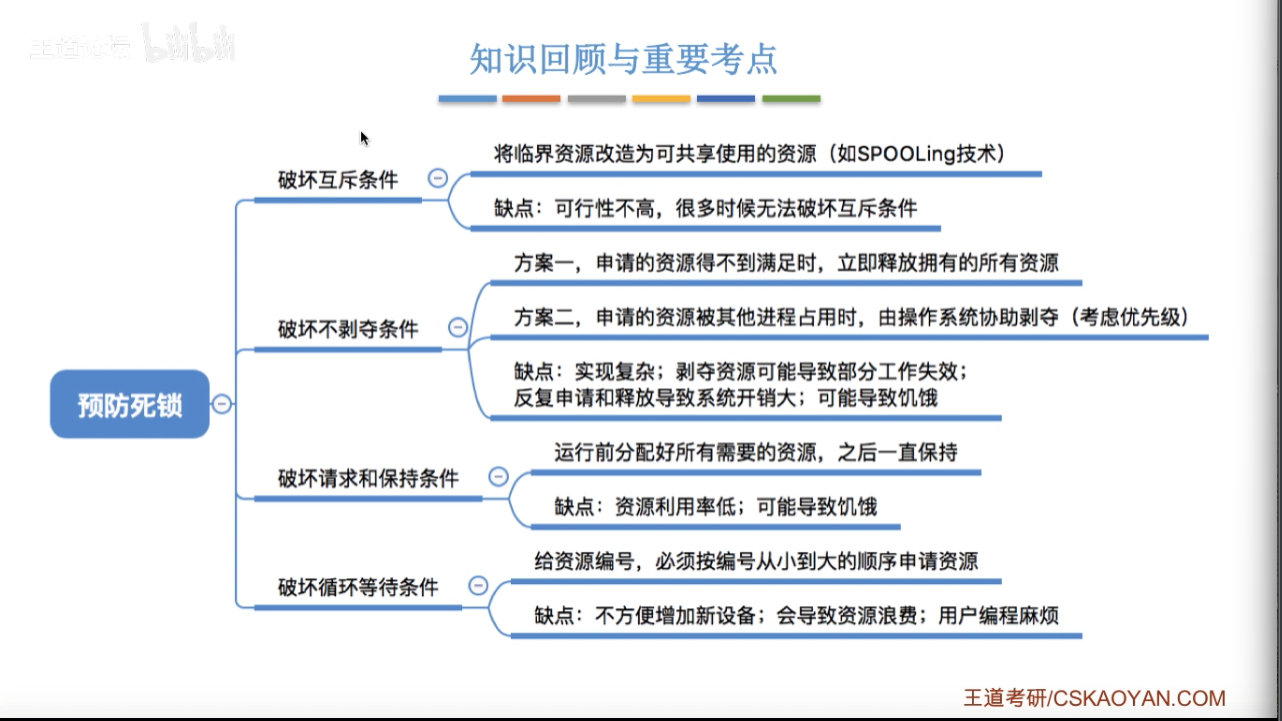 王道论坛 bilibili
知识回顾与重要考点
将临界资源改造为可共享使用的资源（如SPOOLing技术）
破坏互斥条件
缺点：可行性不高，很多时候无法破坏互斥条件
方案一，申请的资源得不到满足时，立即释放拥有的所有资源
破坏不剥夺条件
方案二，申请的资源被其他进程占用时，由操作系统协助剥夺（考虑优先级）
缺点：实现复杂；剥夺资源可能导致部分工作失效；
反复申请和释放导致系统开销大；可能导致饥饿
预防死锁
运行前分配好所有需要的资源，之后一直保持
破坏请求和保持条件
缺点：资源利用率低；可能导致饥饿
给资源编号，必须按编号从小到大的顺序申请资源
破坏循环等待条件
缺点：不方便增加新设备；会导致资源浪费；用户编程麻烦
王道考研/CSKAOYAN.COM